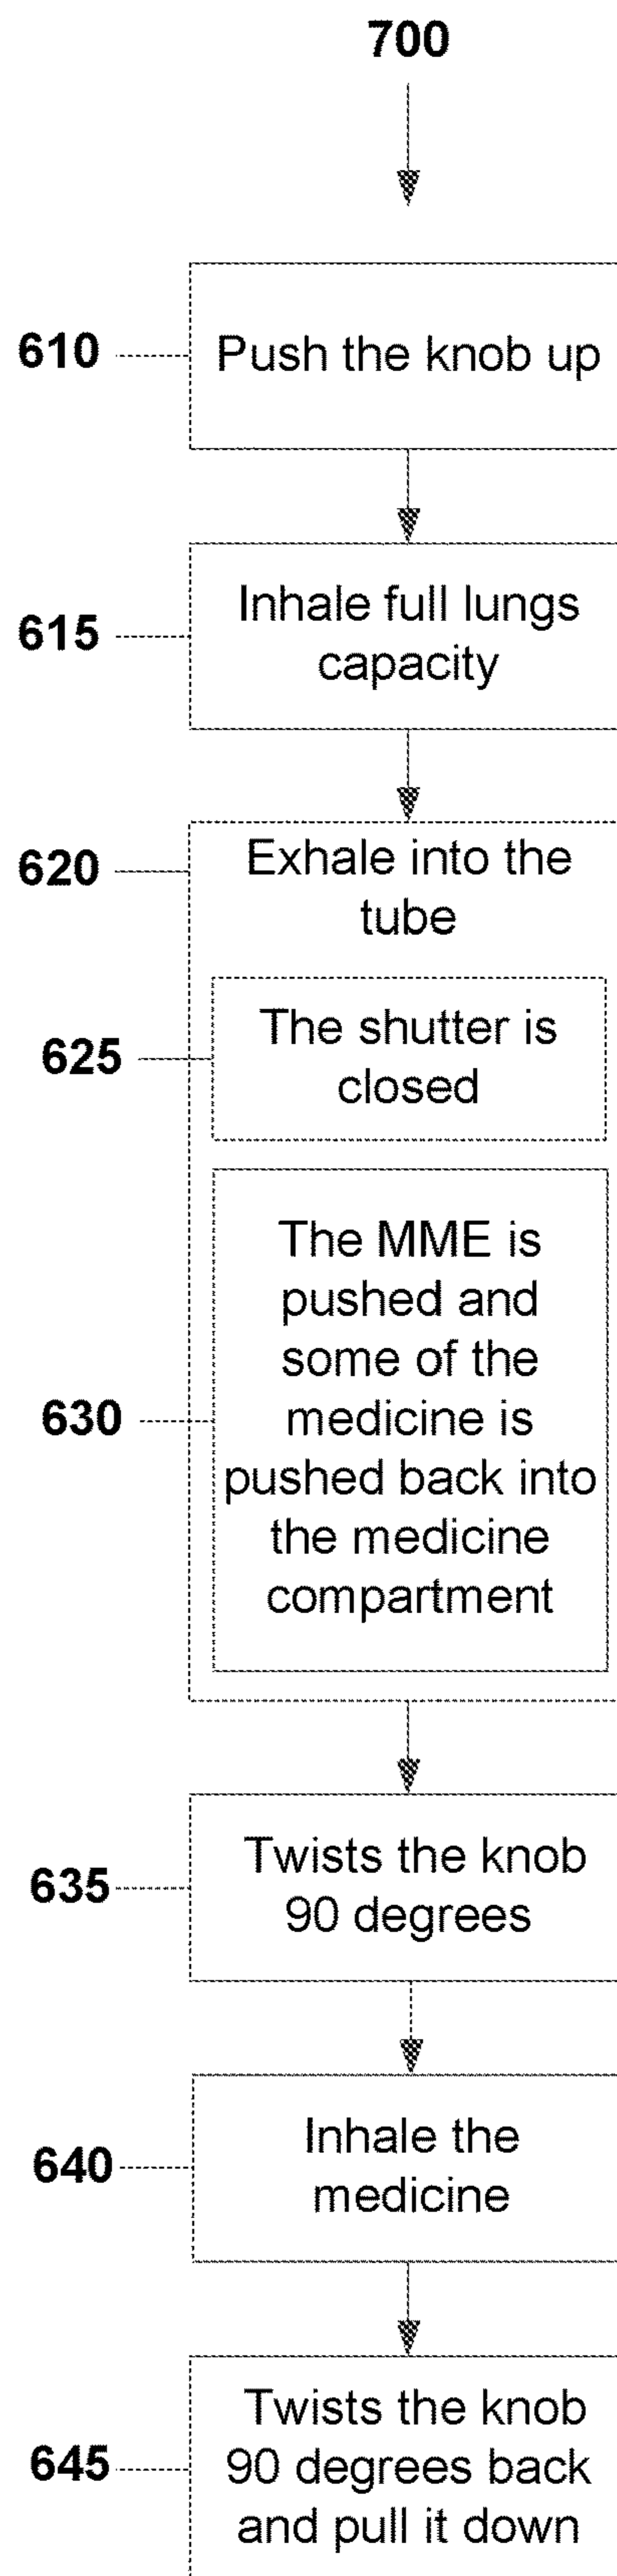 700
610
Push the knob up
615
Inhale full lungs
capacity
620
Exhale into the
tube
625
The shutter is
closed
630
The MME is
pushed and
some of the
medicine is
pushed back into
the medicine
compartment
635
Twists the knob
90 degrees
640
Inhale the
medicine
645
Twists the knob
90 degrees back
and pull it down